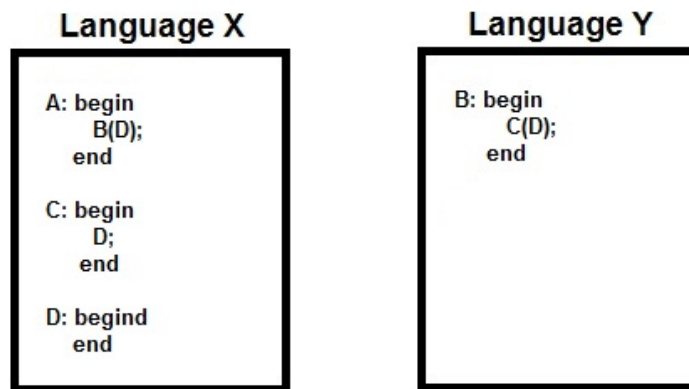 Language X
A: begin
B(D);
end
C: begin
D;
end
D: begind
end
Language Y
B: begin
C(D);
end